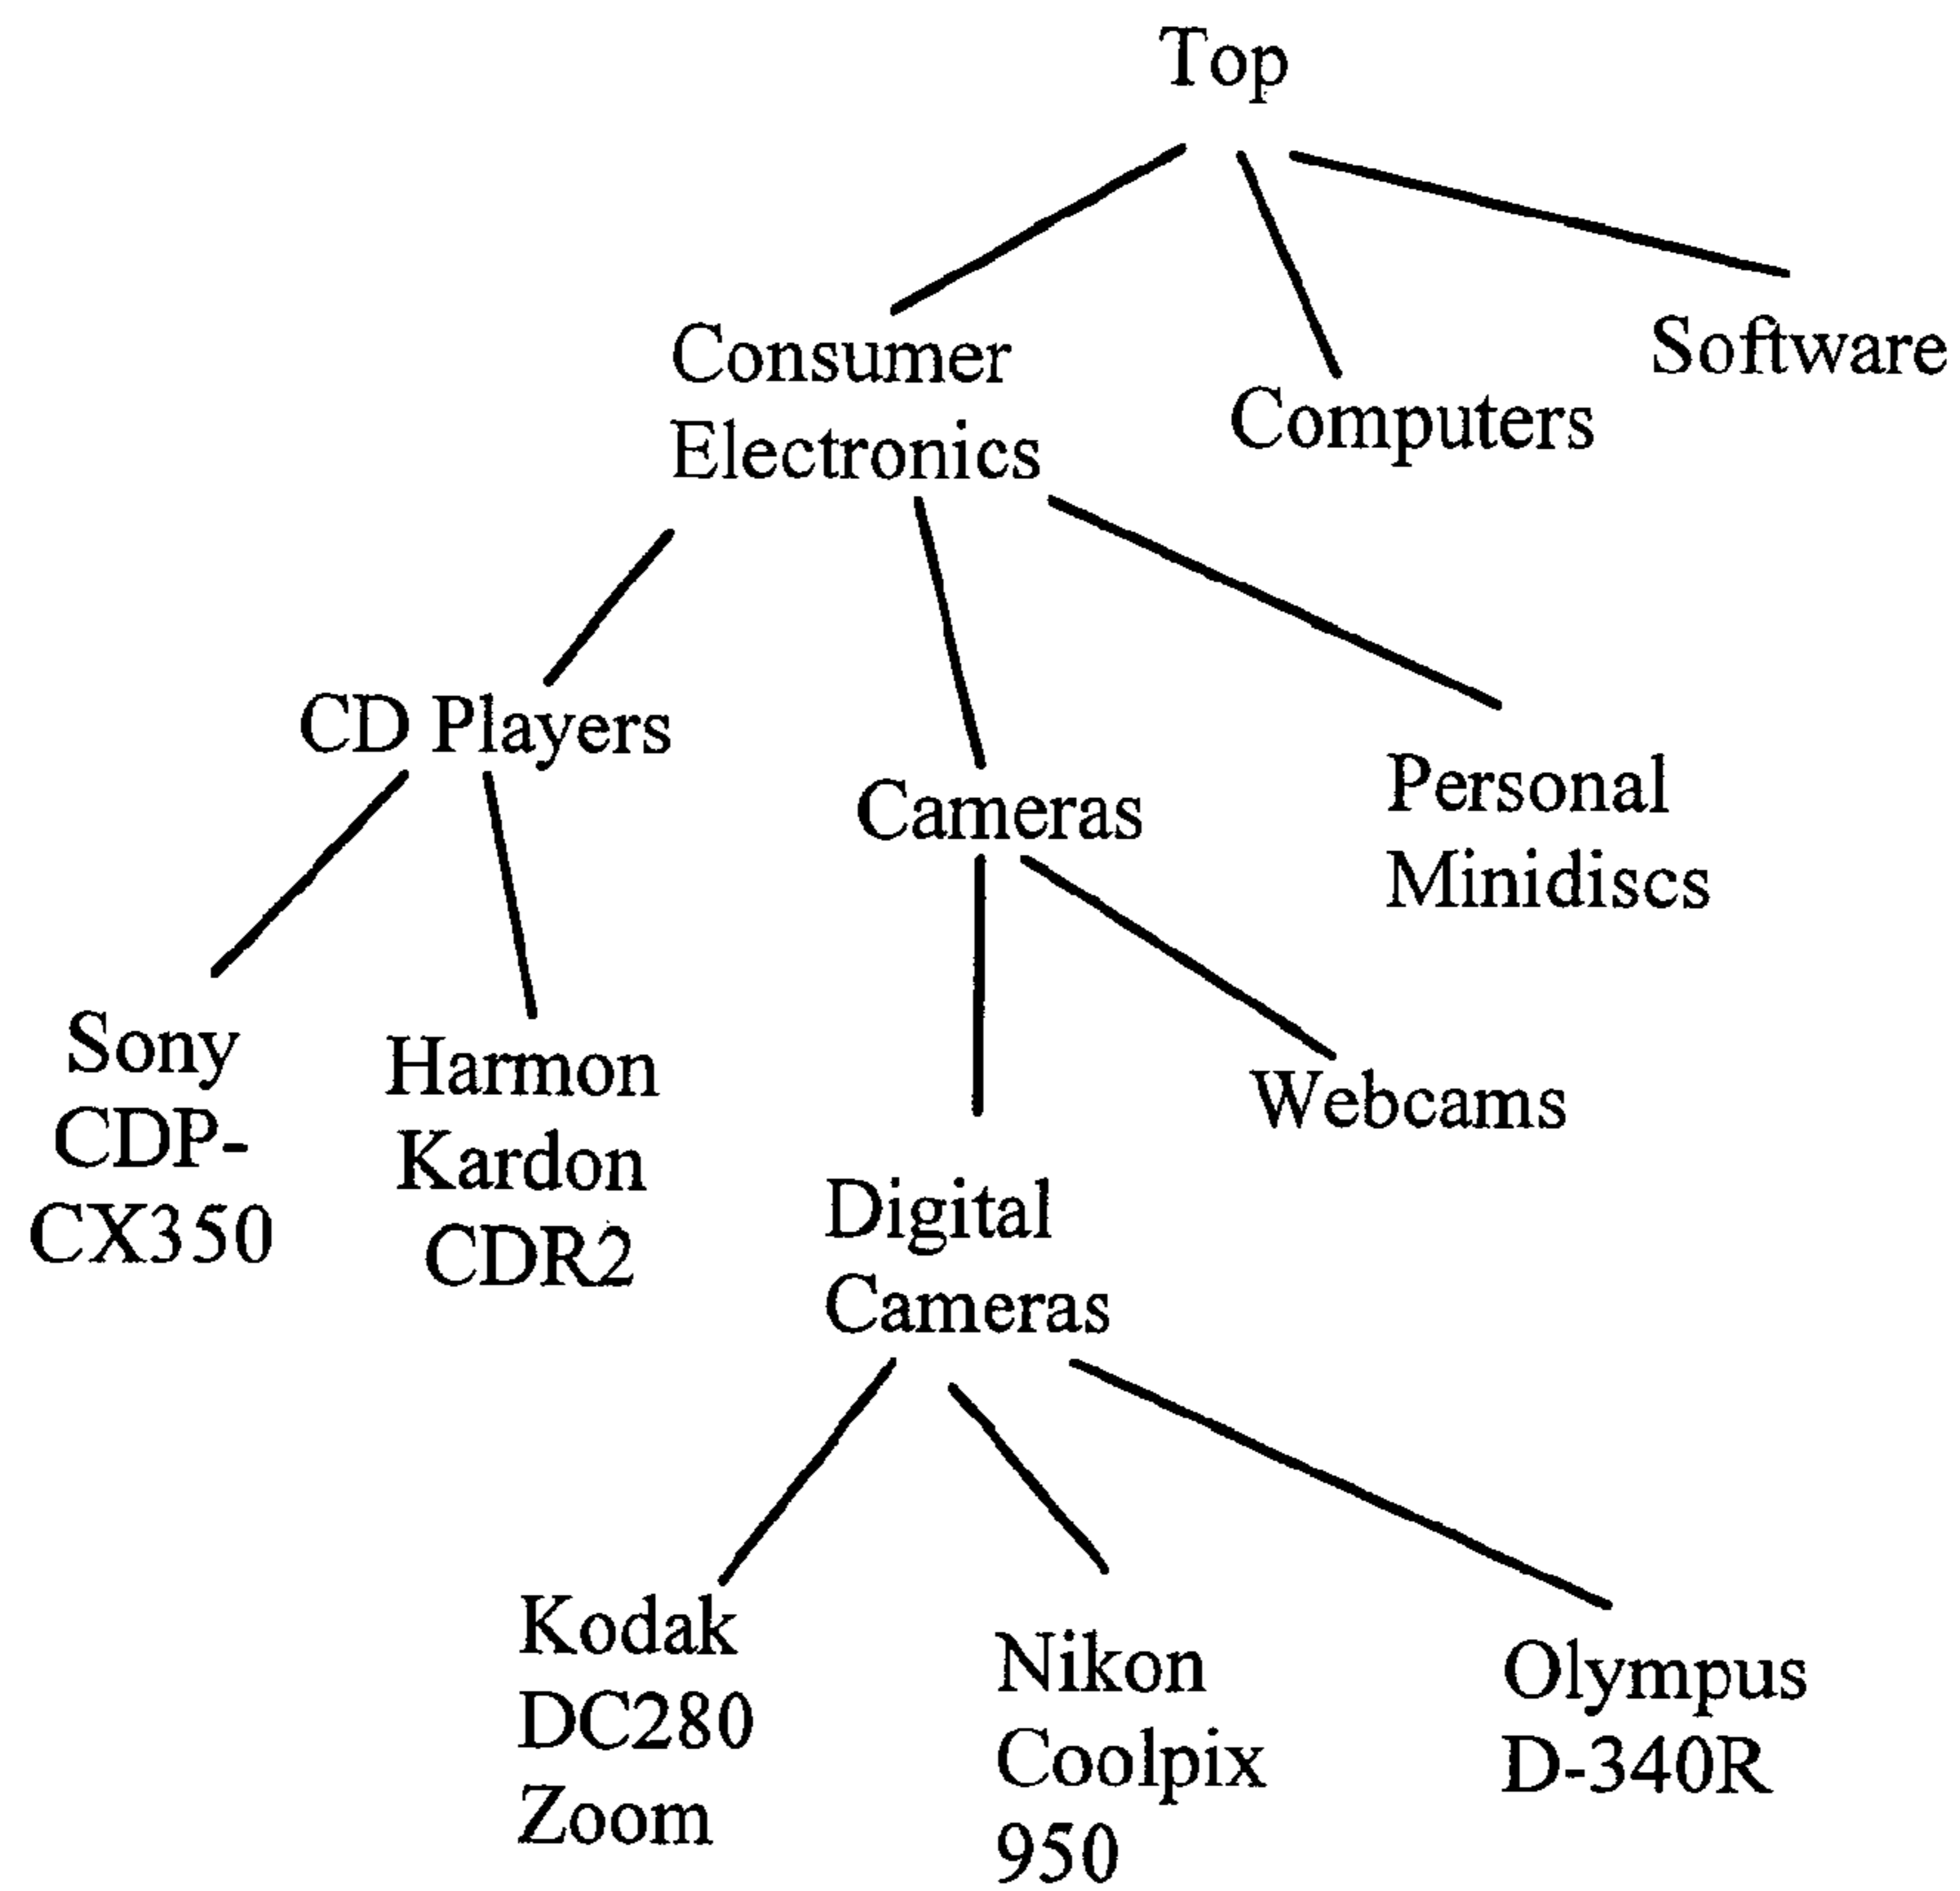 Top
Consumer
Electronics
Computers
Software
CD Players
Cameras
Personal
Minidiscs
Sony
CDP-
CX350
Harmon
Kardon
CDR2
Digital
Cameras
Webcams
Kodak
DC280
Zoom
Nikon
Coolpix
950
Olympus
D-340R